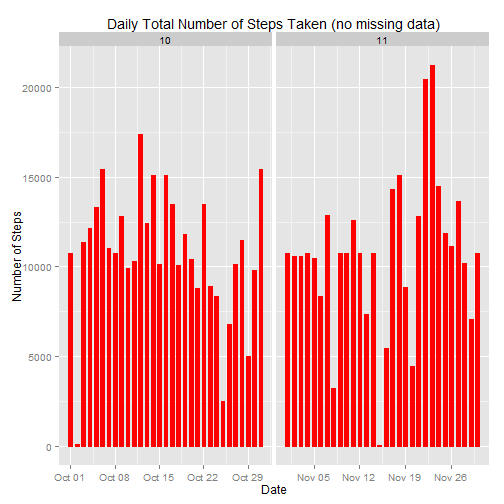 Daily Total Number of Steps Taken (no missing data)
10 11
20000
15000
10000
5000
0
Number of Steps
Oct 01 Oct 08 Oct 15 Oct 22 Oct 29 Nov 05 Nov 12 Nov 19 Nov 26
Date